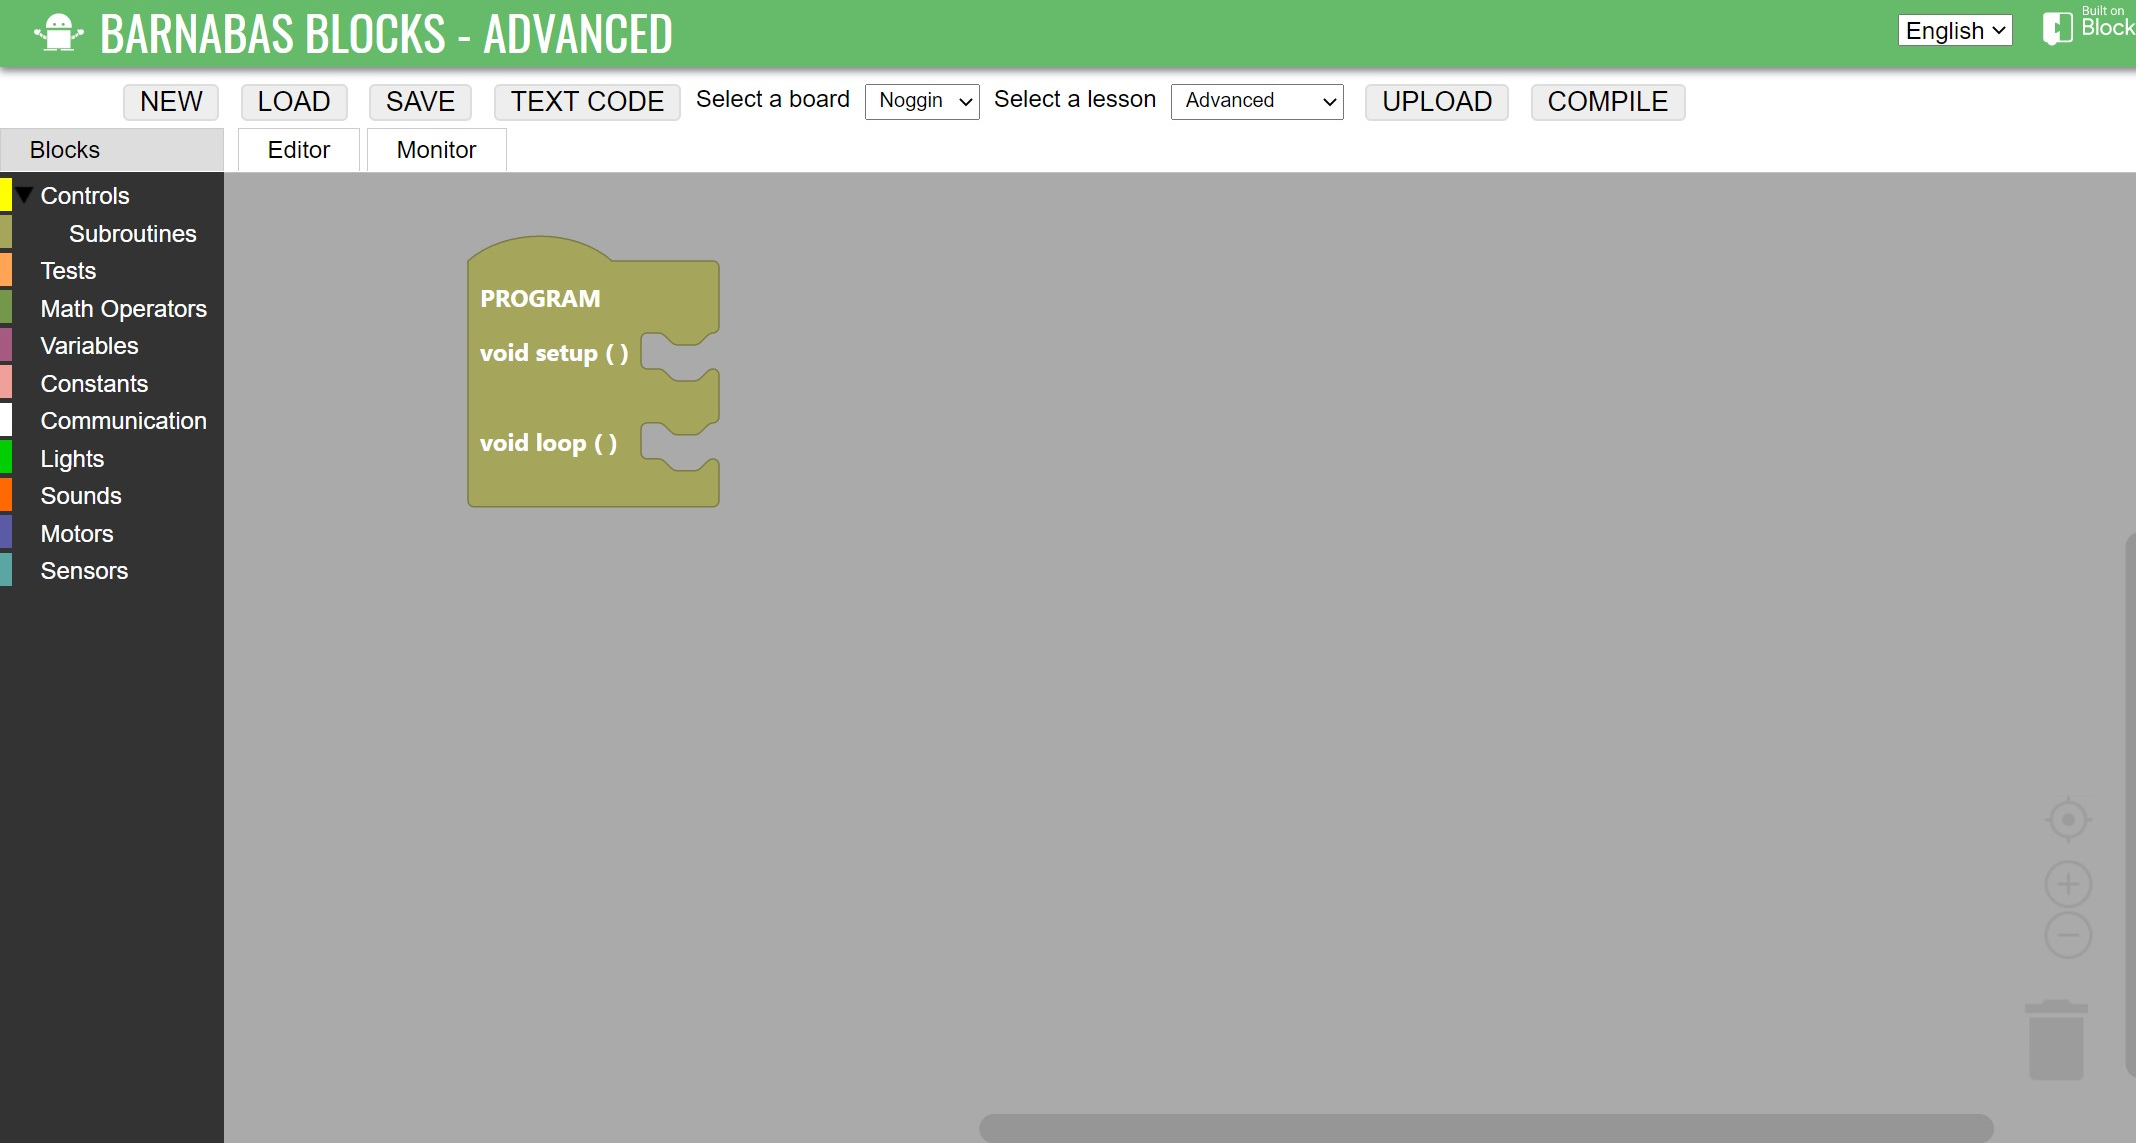 BARNABAS BLOCKS - ADVANCED
English
Built on
Block
NEW LOAD SAVE TEXT CODE Select a board Noggin Select a lesson Advanced UPLOAD COMPILE
Blocks Editor Monitor
Controls
Subroutines
Tests
Math Operators
Variables
Constants
Communication
Lights
Sounds
Motors
Sensors
PROGRAM
void setup ( )
void loop ( )